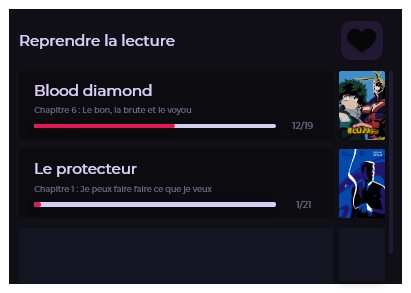 Reprendre la lecture
Blood diamond
Chapitre 6 : Le bon, la brute et le voyou
12/19
Le protecteur
Chapitre 1 : Je peux faire faire ce que je veux
1/21